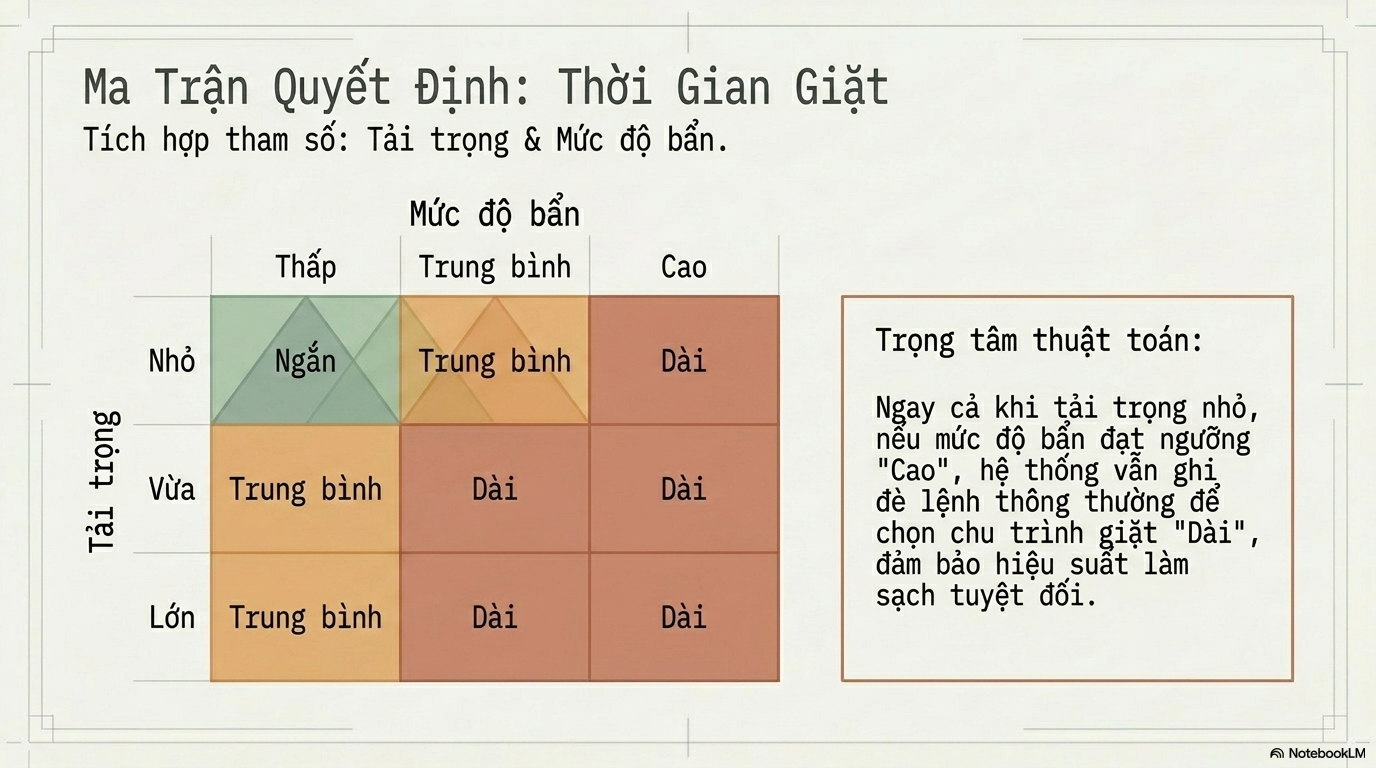 Ma Trận Quyết Định: Thời Gian Giặt
Tích hợp tham số: Tải trọng & Mức độ bẩn.
Mức độ bẩn
Thấp Trung bình Cao
Tải trọng
Nhỏ Ngắn Trung bình Dài
Vừa Trung bình Dài Dài
Lớn Trung bình Dài Dài
Trọng tâm thuật toán:
Ngay cả khi tải trọng nhỏ,
nếu mức độ bẩn đạt ngưỡng
"Cao", hệ thống vẫn ghi
đè lệnh thông thường để
chọn chu trình giặt "Dài",
đảm bảo hiệu suất làm
sạch tuyệt đối.
NotebookLM